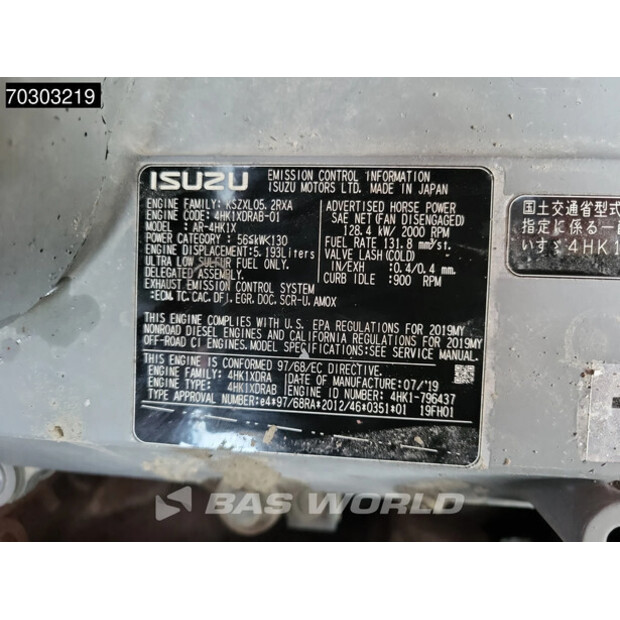 70303219
ISUZU
EMISSION CONTROL INFORMATION
ISUZU MOTORS LTD. MADE IN JAPAN
ENGINE FAMILY: KSZXL05.2RXA
ENGINE CODE: 4HK1XDRAB-01
MODEL : AR-4HK1X
POWER CATEGORY : 56≤kW<130
ENGINE DISPLACEMENT:5.193liters
ULTRA LOW SULFUR FUEL ONLY.
DELEGATED ASSEMBLY.
EXHAUST EMISSION CONTROL SYSTEM
:EDM,TC,CAC,DFI,EGR,DOC,SCR-U,AMOX
ADVERTISED HORSE POWER
SAE NET (FAN DISENGAGED)
128.4 kW/ 2000 RPM
FUEL RATE 131.8 mm³/st.
VALVE LASH (COLD)
IN/EXH :0.4/0.4 mm.
CURB IDLE : 900 RPM
THIS ENGINE COMPLIES WITH U.S. EPA REGULATIONS FOR 2019MY
NONROAD DIESEL ENGINES AND CALIFORNIA REGULATIONS FOR 2019MY
OFF-ROAD CI ENGINES. MODEL SPECIFICATIONS:SEE SERVICE MANUAL.
THIS ENGINE IS CONFORMED 97/68/EC DIRECTIVE.
ENGINE FAMILY: 4HK1XDRA DATE OF MANUFACTURE: 07/'19
ENGINE TYPE : 4HK1XDRAB ENGINE ID NUMBER: 4HK1-796437
TYPE APPROVAL NUMBER:e4*97/68RA*2012/46*0351*01 19FH01
国土交通省型式
指定に係る一
いすゞ4HK1
BAS WORLD